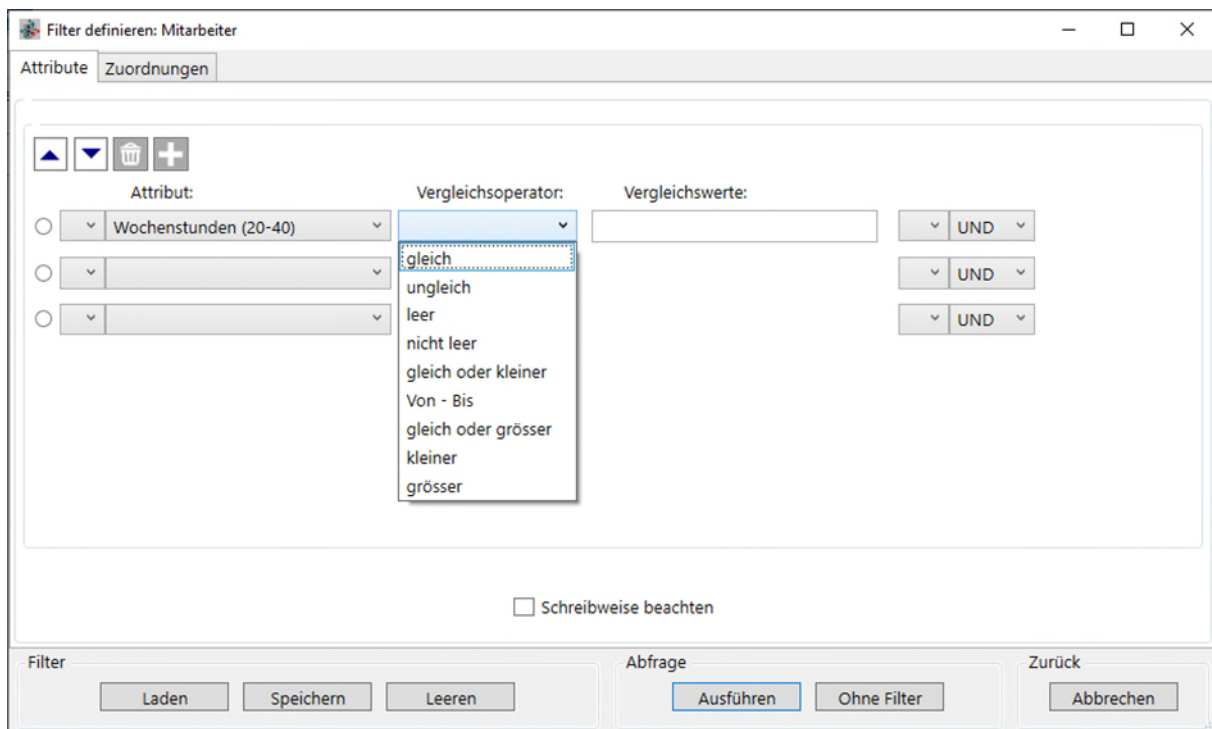 Filter definieren: Mitarbeiter
Attribute Zuordnungen
Attribut: Vergleichsoperator: Vergleichswerte:
Wochenstunden (20-40) UND
gleich
UND
ungleich
leer
UND
nicht leer
gleich oder kleiner
Von - Bis
gleich oder grösser
kleiner
grösser
Schreibweise beachten
Filter Abfrage Zurück
Laden Speichern Leeren Ausführen Ohne Filter Abbrechen